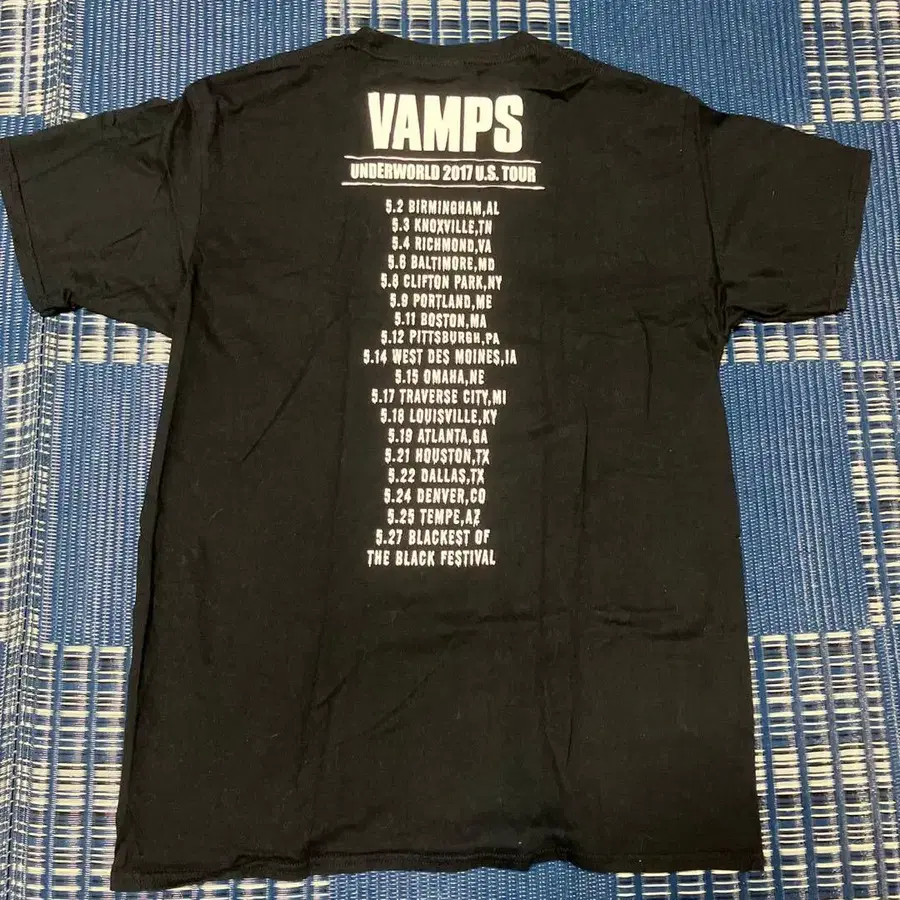 VAMPS
UNDERWORLD 2017 U.S. TOUR
5.2 BIRMINGHAM,AL
5.3 KNOXVILLE,TN
5.4 RICHMOND,VA
5.6 BALTIMORE,MD
5.8 CLIFTON PARK,NY
5.9 PORTLAND,ME
5.11 BOSTON,MA
5.12 PITTSBURGH,PA
5.14 WEST DES MOINES,IA
5.15 OMAHA,NE
5.17 TRAVERSE CITY,MI
5.18 LOUISVILLE,KY
5.19 ATLANTA,GA
5.21 HOUSTON,TX
5.22 DALLAS,TX
5.24 DENVER,CO
5.25 TEMPE,AZ
5.27 BLACKEST OF
THE BLACK FESTIVAL